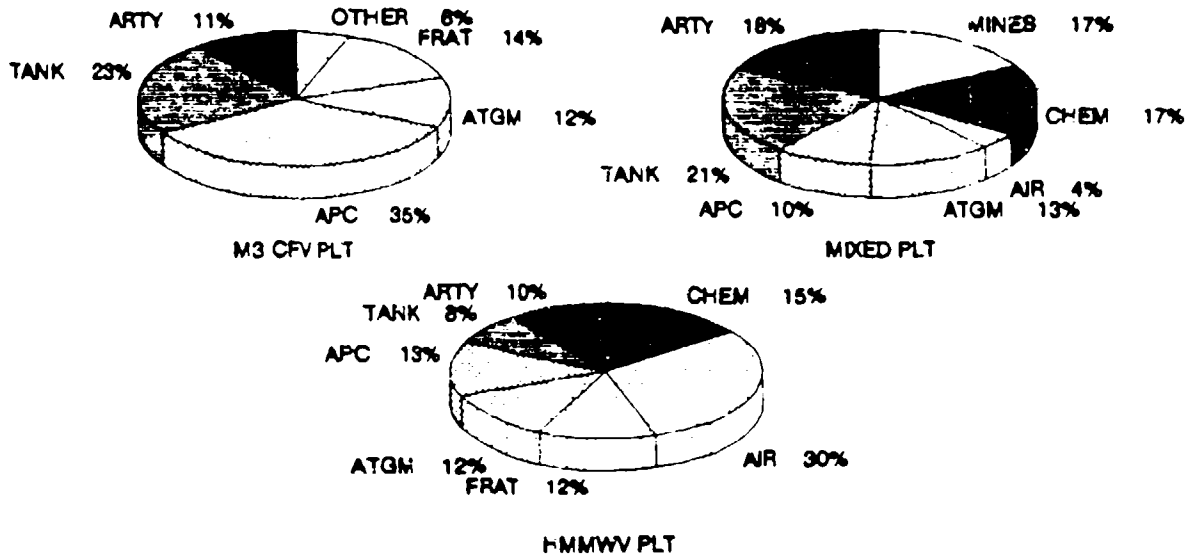 ARTY 11%
OTHER 6%
FRAT 14%
TANK 23%
ATGM 12%
APC 35%
M3 CFV PLT
ARTY 18%
MINES 17%
CHEM 17%
TANK 21%
AIR 4%
APC 10%
ATGM 13%
MIXED PLT
ARTY 10%
CHEM 15%
TANK 8%
APC 13%
ATGM 12%
FRAT 12%
AIR 30%
HMMWV PLT